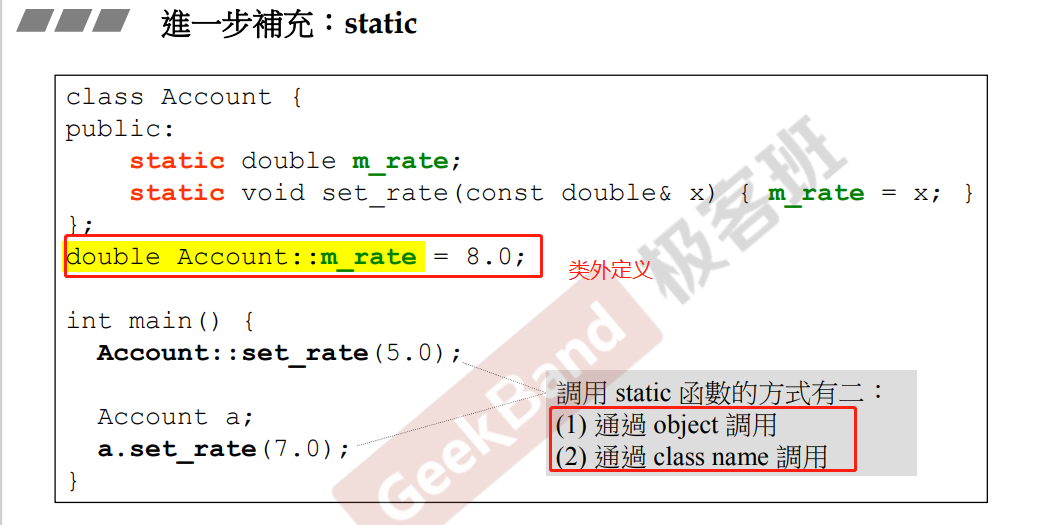 進一步補充：static
class Account {
public:
    static double m_rate;
    static void set_rate(const double& x) { m_rate = x; }
};
double Account::m_rate = 8.0;
类外定义
int main() {
  Account::set_rate(5.0);
  Account a;
  a.set_rate(7.0);
}
調用 static 函數的方式有二：
(1) 通過 object 調用
(2) 通過 class name 調用
GeekBand 极客班